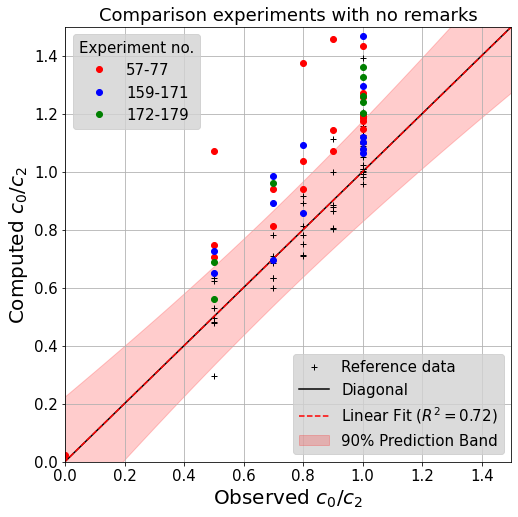 Comparison experiments with no remarks
Experiment no.
57-77
159-171
172-179
Computed c₀/c₂
1.4
1.2
1.0
0.8
0.6
0.4
0.2
0.0
Reference data
Diagonal
Linear Fit (R² = 0.72)
90% Prediction Band
0.0 0.2 0.4 0.6 0.8 1.0 1.2 1.4
Observed c₀/c₂